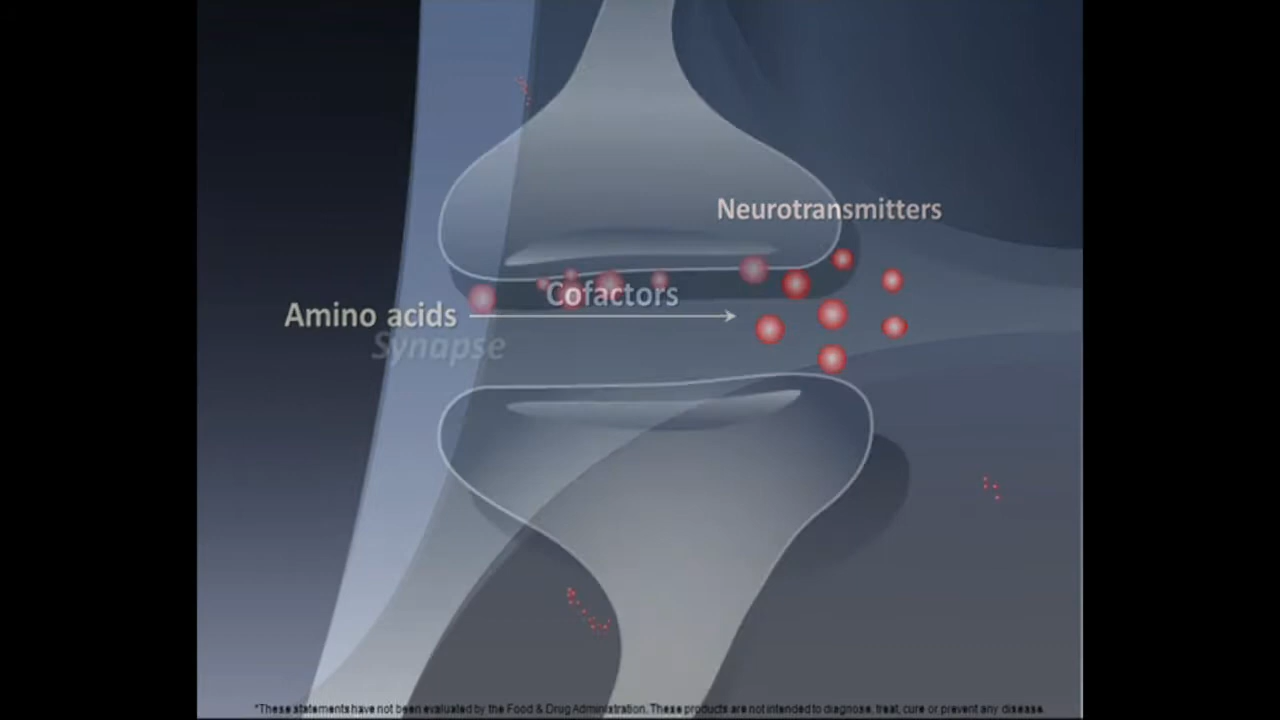 Neurotransmitters
Cofactors
Amino acids
Synapse
*These statements have not been evaluated by the Food & Drug Administration. These products are not intended to diagnose, treat, cure or prevent any disease.